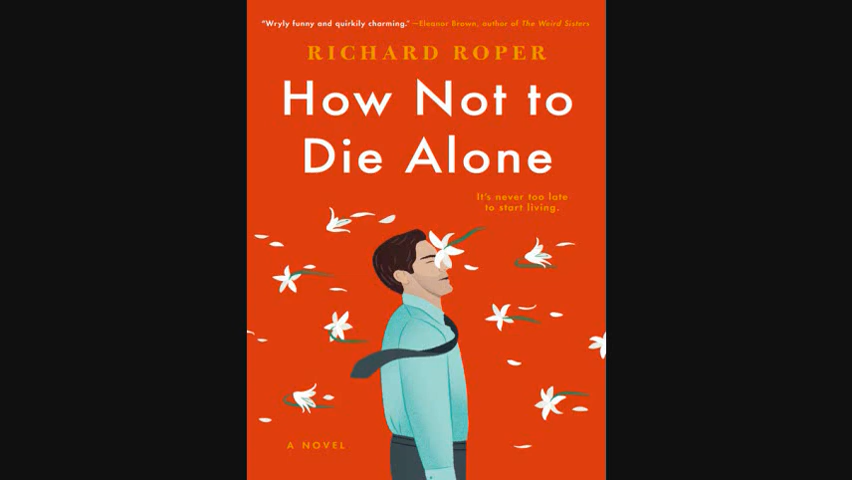 "Wryly funny and quirkily charming." —Eleanor Brown, author of The Weird Sisters
RICHARD ROPER
How Not to
Die Alone
It's never too late
to start living.
A NOVEL